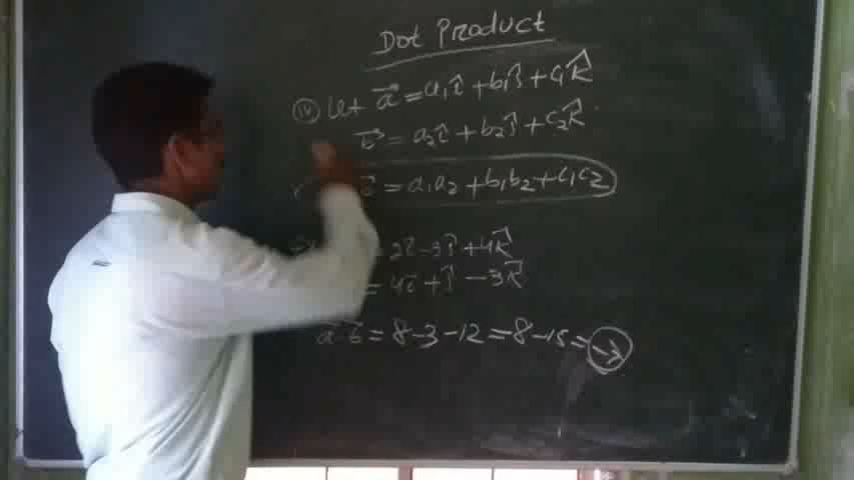 Dot Product
(iv) Let a⃗ = a₁î + b₁ĵ + c₁k̂
b⃗ = a₂î + b₂ĵ + c₂k̂
= a₁a₂ + b₁b₂ + c₁c₂
= 2î - 3ĵ + 4k̂
= 4î + ĵ - 3k̂
a⃗·b⃗ = 8 - 3 - 12 = 8 - 15 = -7